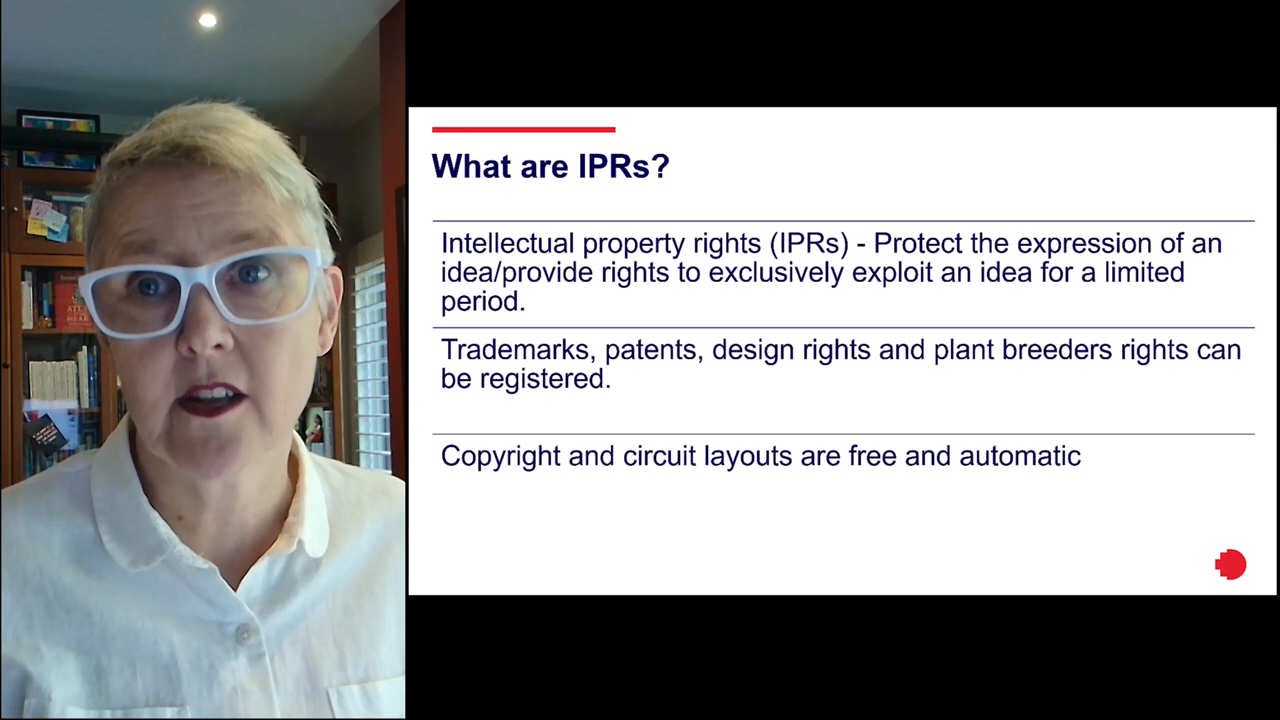 What are IPRs?
Intellectual property rights (IPRs) - Protect the expression of an
idea/provide rights to exclusively exploit an idea for a limited
period.
Trademarks, patents, design rights and plant breeders rights can
be registered.
Copyright and circuit layouts are free and automatic